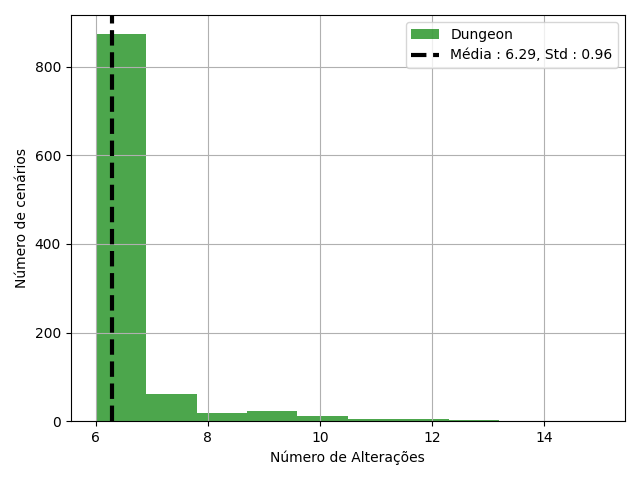 Dungeon
Média : 6.29, Std : 0.96
800
600
400
200
0
6 8 10 12 14
Número de cenários
Número de Alterações